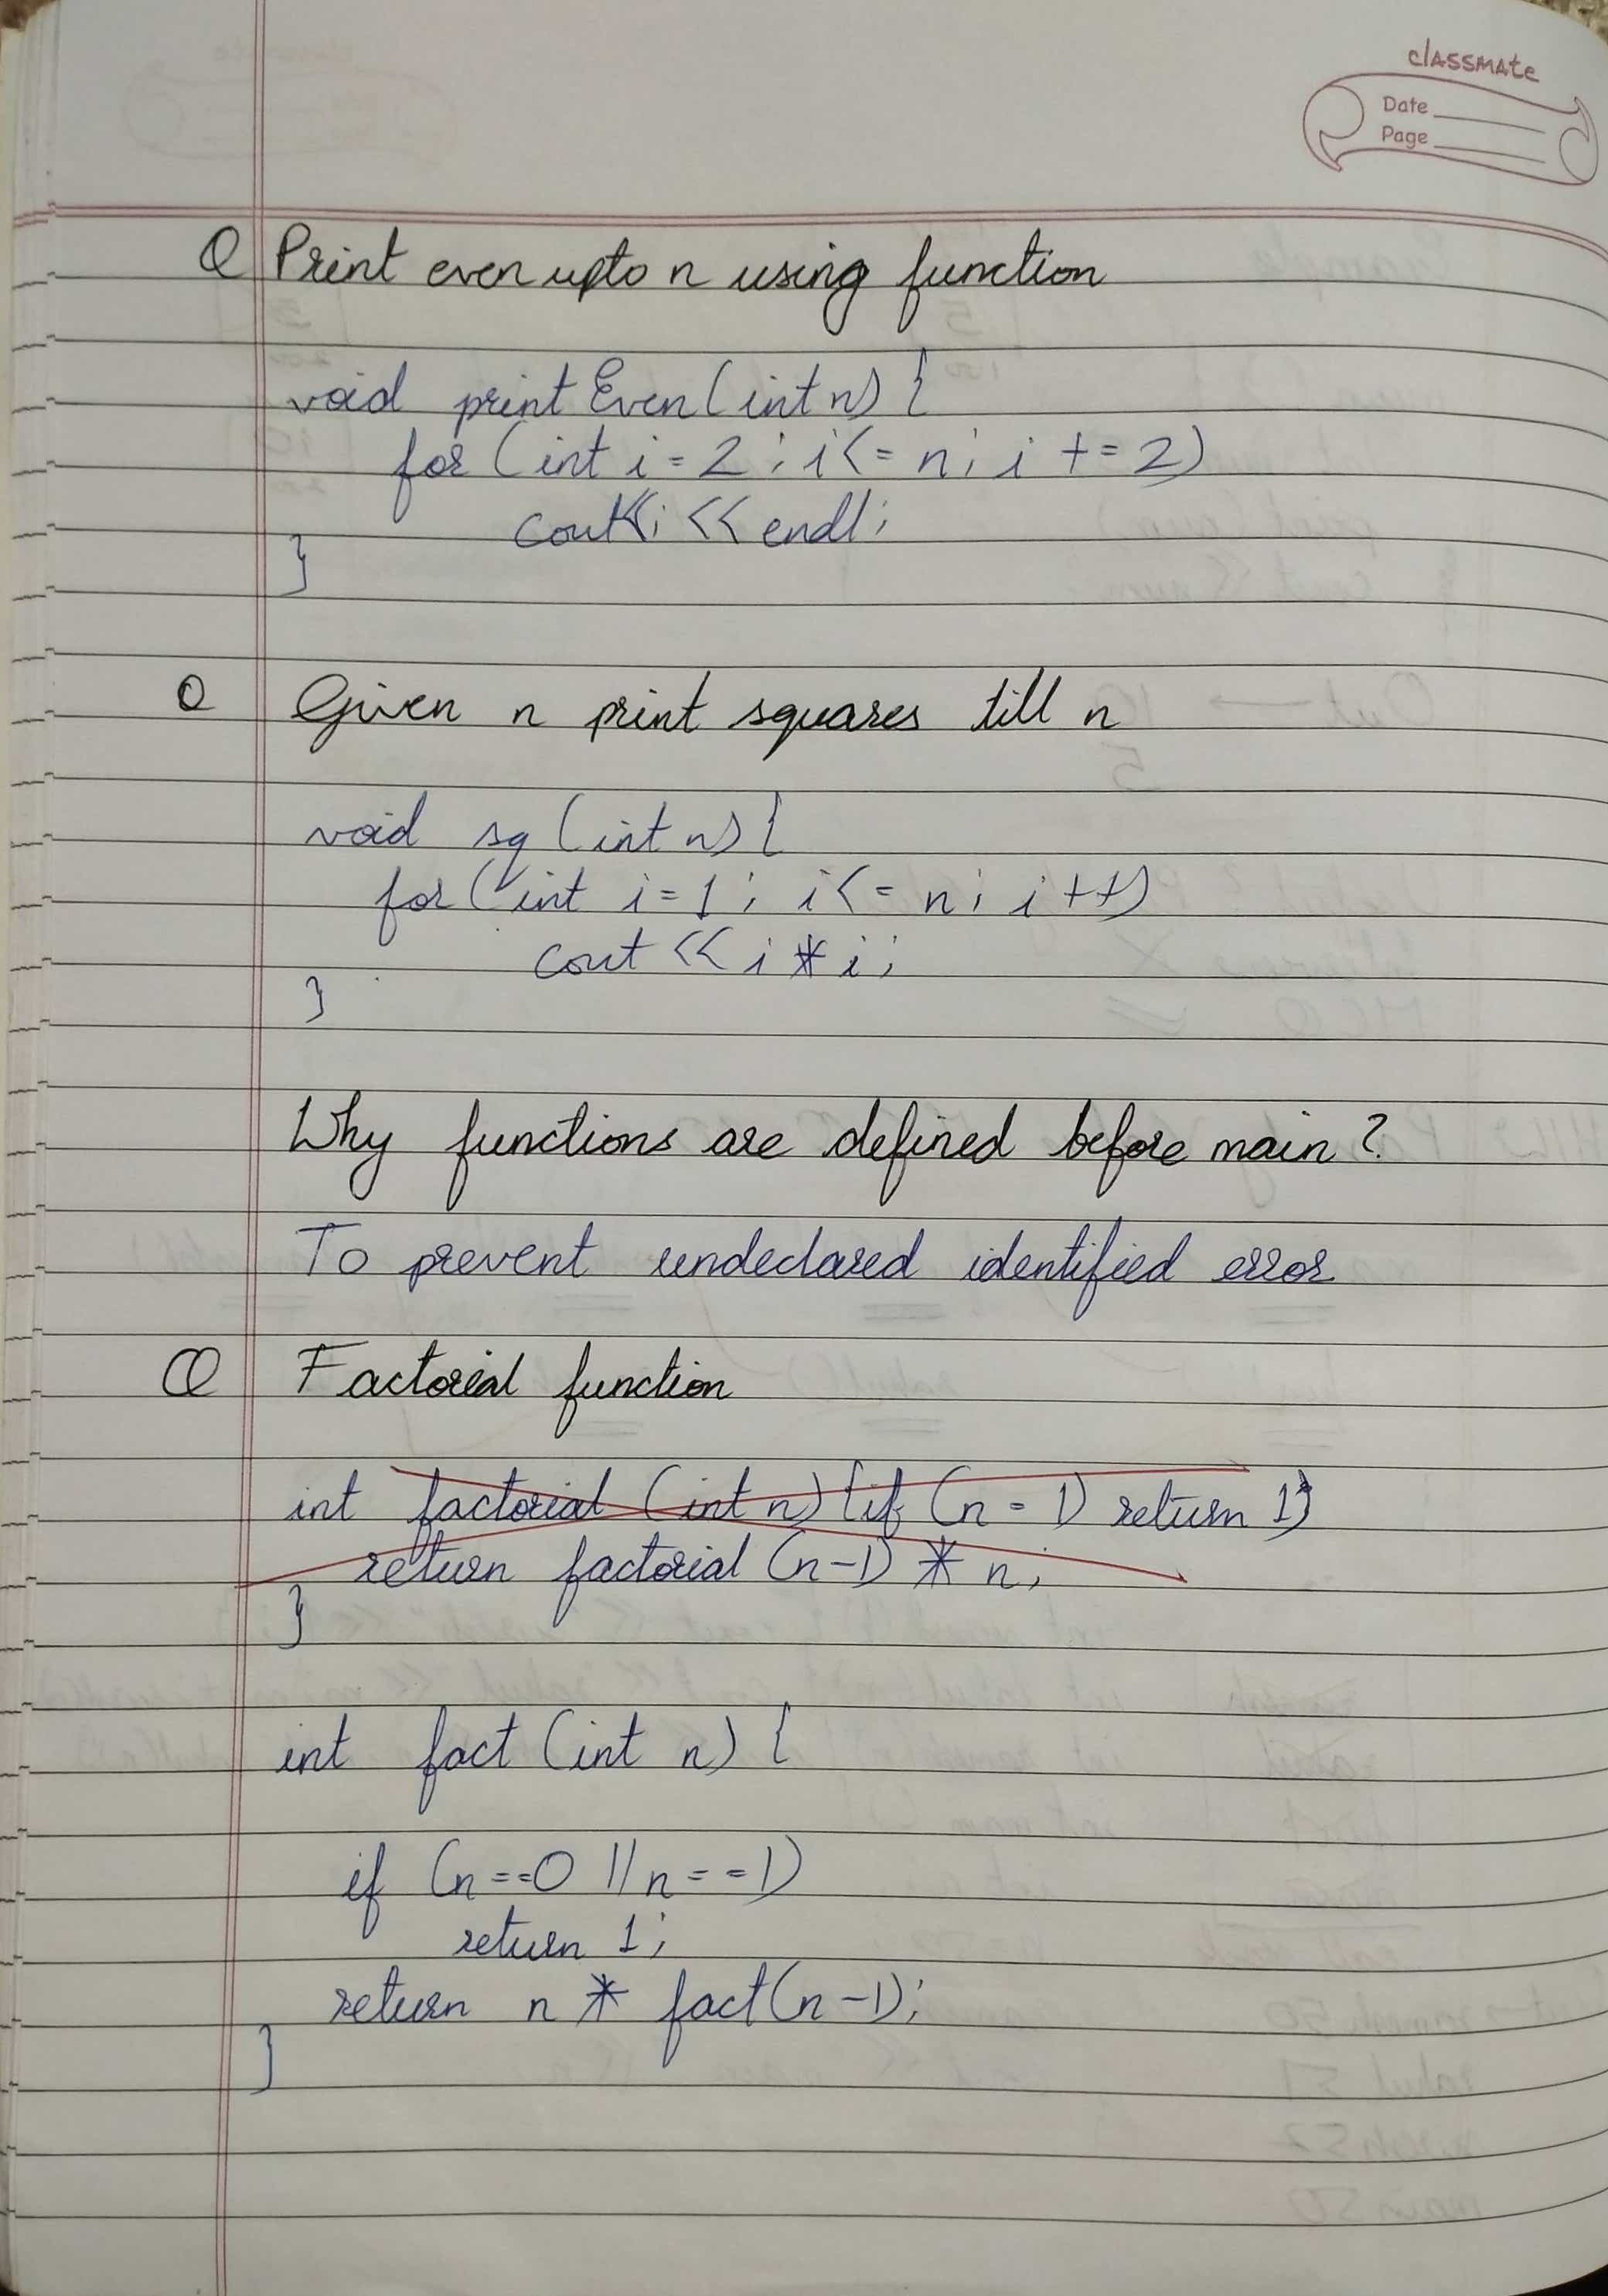 classmate
Date
Page
Q Print even upto n using function
void printEven(int n) {
for (int i = 2 ; i <= n ; i += 2)
cout<<i << endl;
}
Q Given n print squares till n
void sq (int n) {
for (int i = 1 ; i <= n ; i ++)
cout << i * i ;
}
Why functions are defined before main ?
To prevent undeclared identified error
Q Factorial function
int factorial (int n) {if (n = 1) return 1}
return factorial (n-1) * n;
}
int fact (int n) {
if (n==0 || n==1)
return 1 ;
return n * fact(n-1);
}